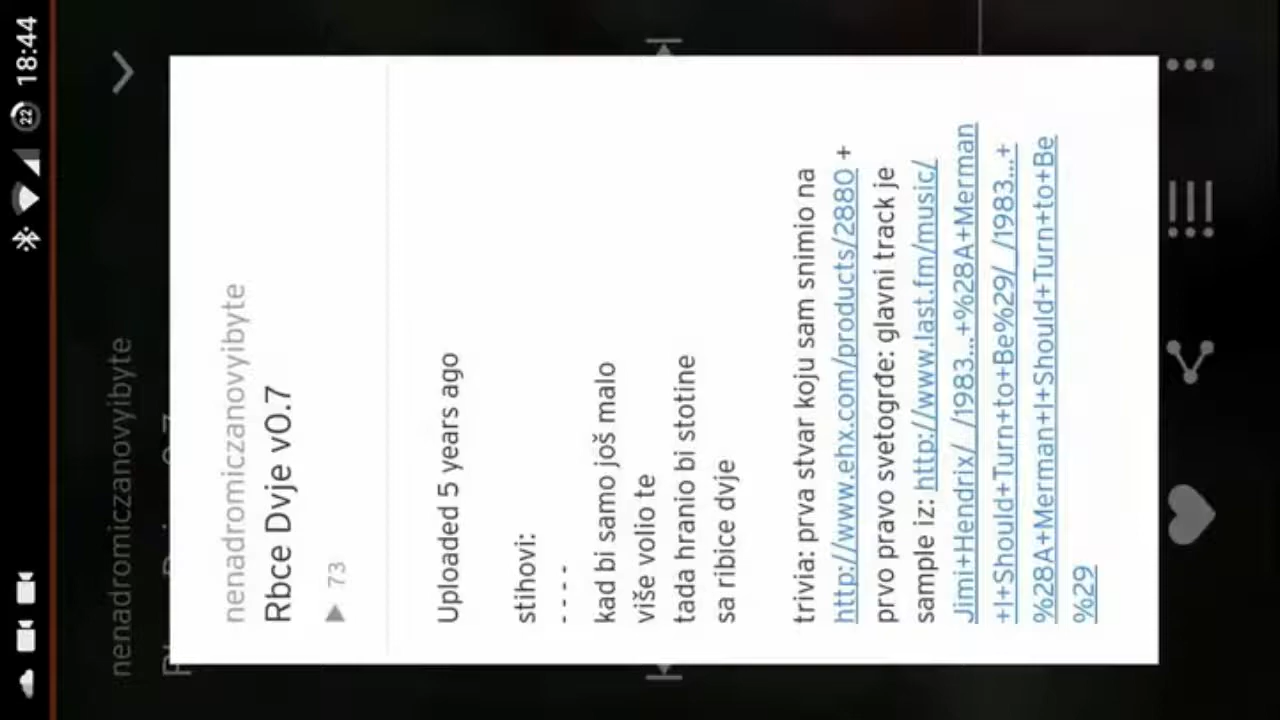 22 18:44
nenadromiczanovyibyte
nenadromiczanovyibyte
Rbce Dvje v0.7
73
Uploaded 5 years ago
stihovi:
- - - -
kad bi samo još malo
više volio te
tada hranio bi stotine
sa ribice dvje
trivia: prva stvar koju sam snimio na
http://www.ehx.com/products/2880 +
prvo pravo svetogrđe: glavni track je
sample iz: http://www.last.fm/music/
Jimi+Hendrix/_/1983...+%28A+Merman
+I+Should+Turn+to+Be%29/_/1983...+
%28A+Merman+I+Should+Turn+to+Be
%29